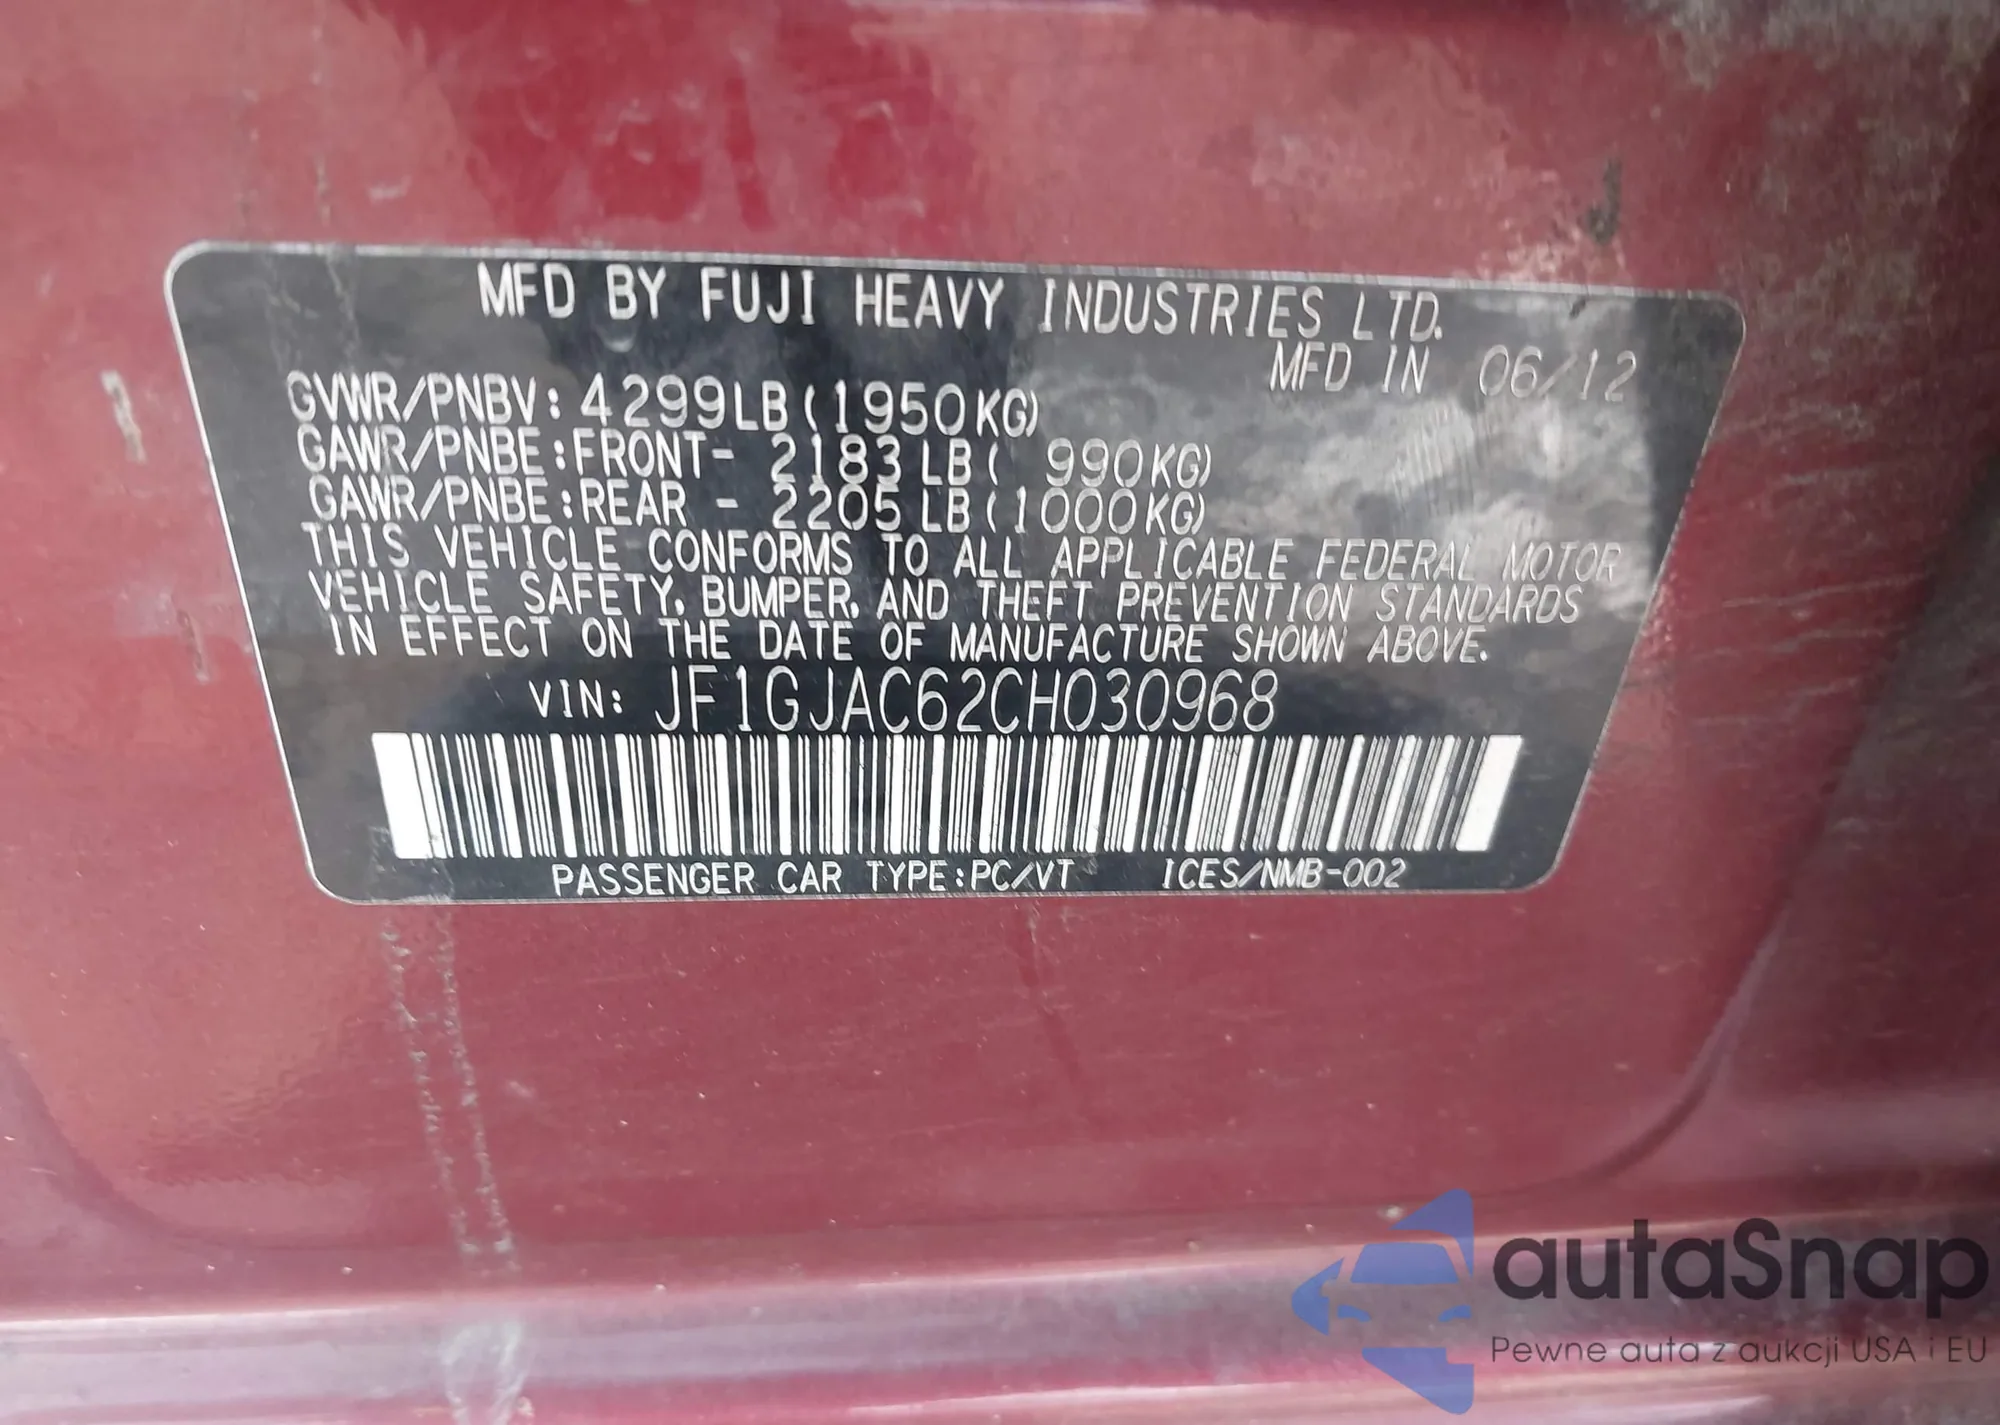 MFD BY FUJI HEAVY INDUSTRIES LTD.
MFD IN 06/12
GVWR/PNBV: 4299LB(1950KG)
GAWR/PNBE:FRONT- 2183LB( 990KG)
GAWR/PNBE:REAR - 2205LB(1000KG)
THIS VEHICLE CONFORMS TO ALL APPLICABLE FEDERAL MOTOR
VEHICLE SAFETY, BUMPER, AND THEFT PREVENTION STANDARDS
IN EFFECT ON THE DATE OF MANUFACTURE SHOWN ABOVE.
VIN: JF1GJAC62CH030968
PASSENGER CAR TYPE:PC/VT ICES/NMB-002
autaSnap
Pewne auta z aukcji USA i EU